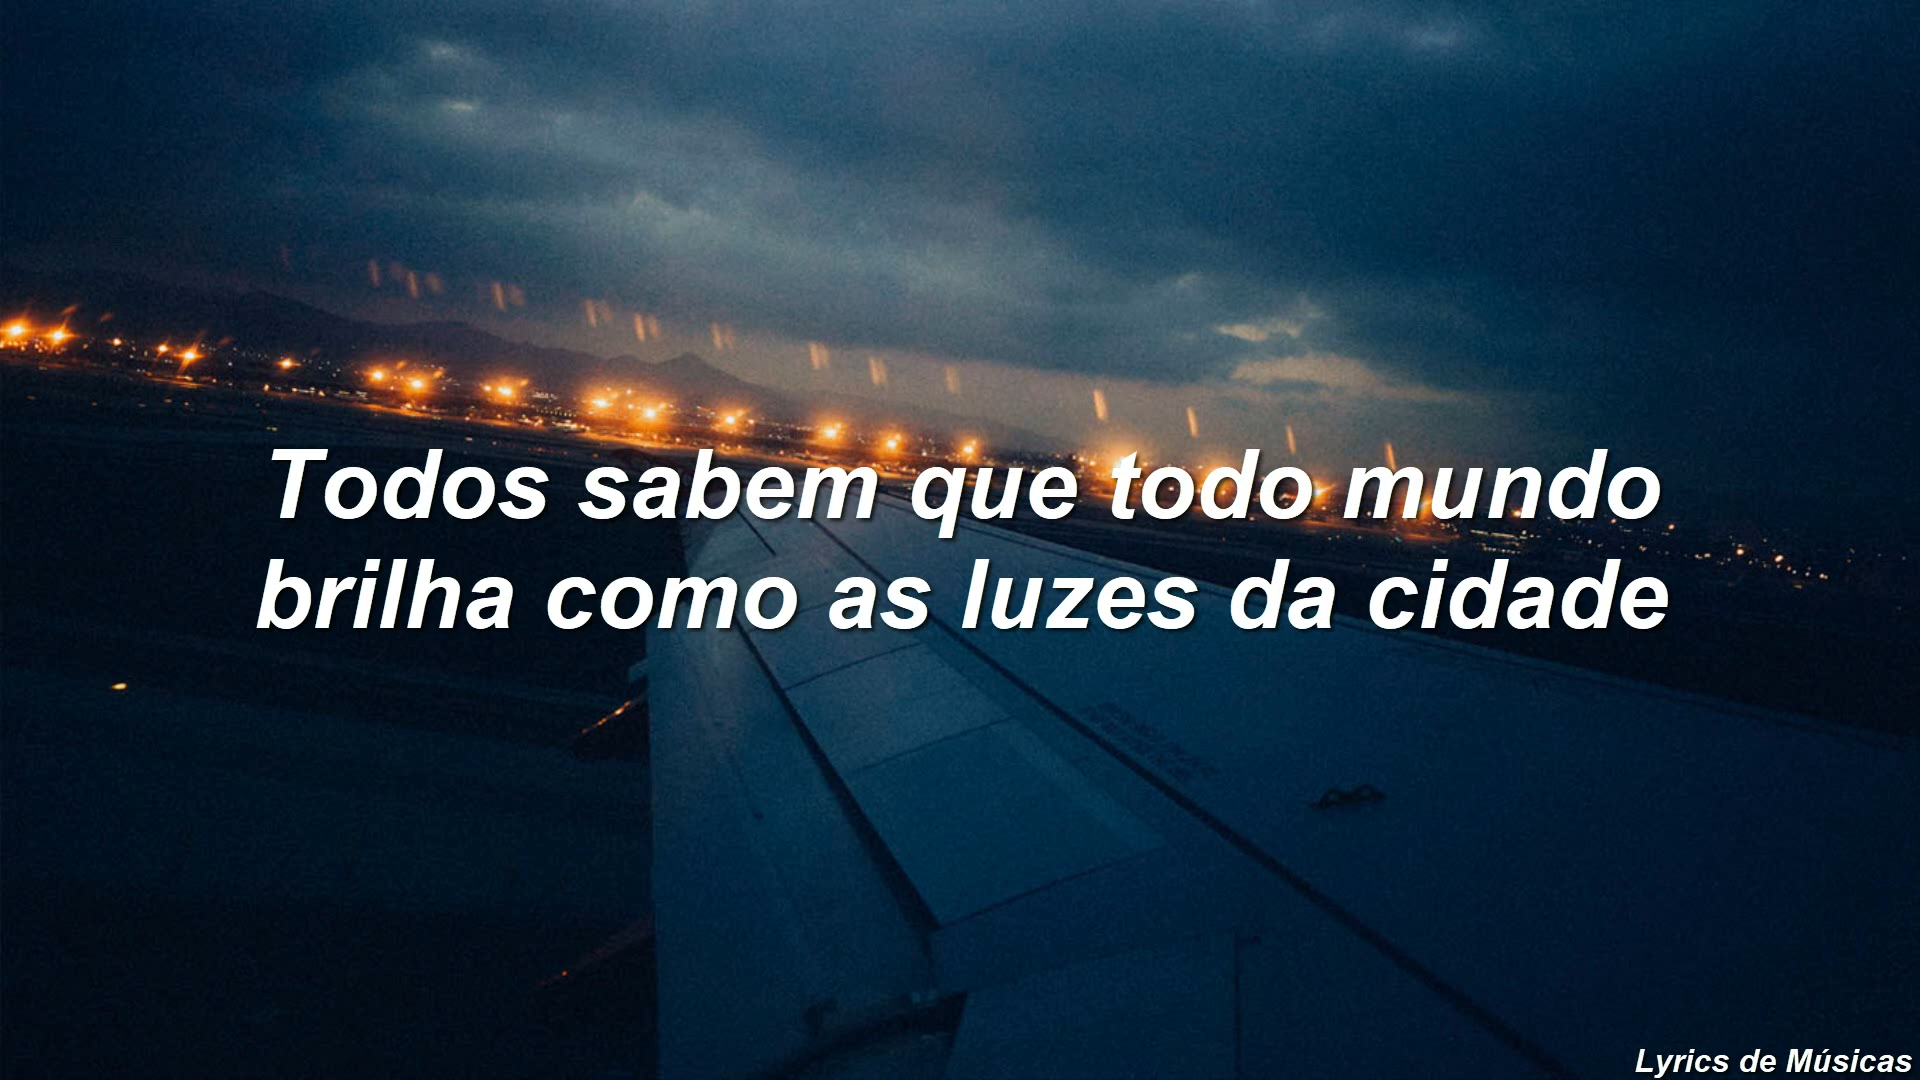 Todos sabem que todo mundo
brilha como as luzes da cidade
Lyrics de Músicas